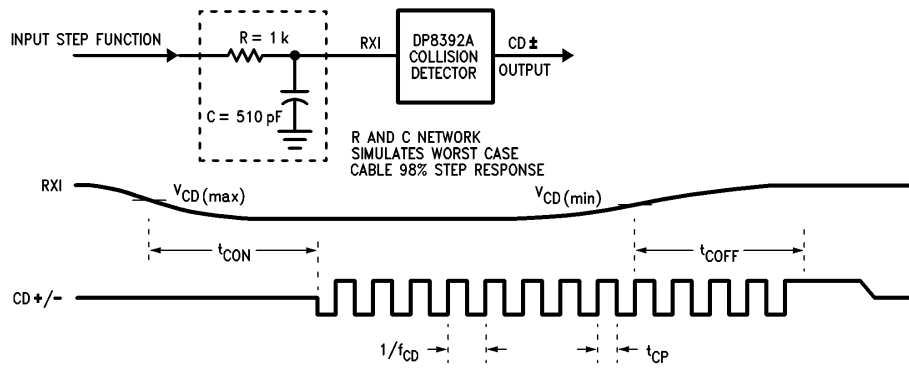 INPUT STEP FUNCTION
R = 1 k
RXI
DP8392A
COLLISION
DETECTOR
CD ±
OUTPUT
C = 510 pF
R AND C NETWORK
SIMULATES WORST CASE
CABLE 98% STEP RESPONSE
RXI
VCD(max)
VCD(min)
tCON
tCOFF
CD +/-
1/fCD
tCP